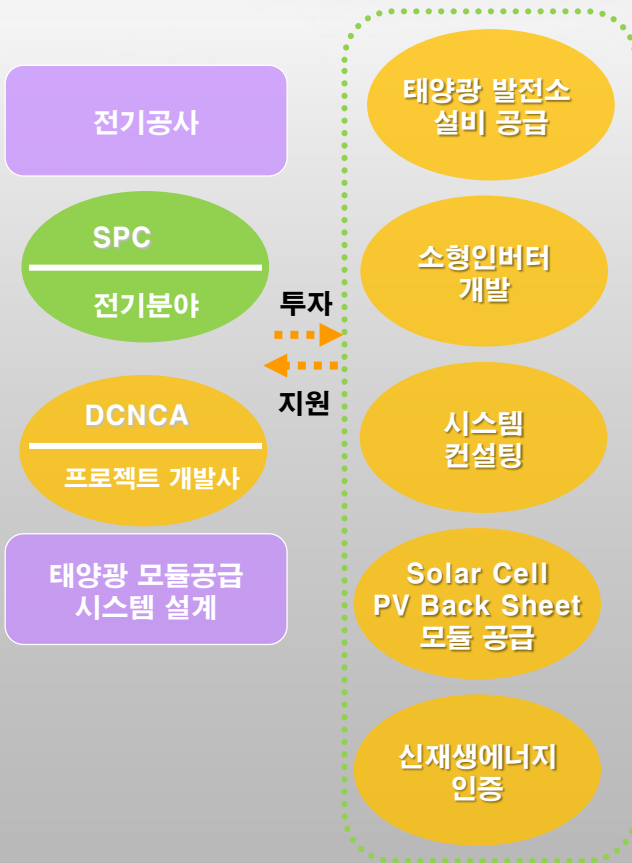 전기공사
SPC
전기분야
DCNCA
프로젝트 개발사
태양광 모듈공급
시스템 설계
투자
지원
태양광 발전소
설비 공급
소형인버터
개발
시스템
컨설팅
Solar Cell
PV Back Sheet
모듈 공급
신재생에너지
인증